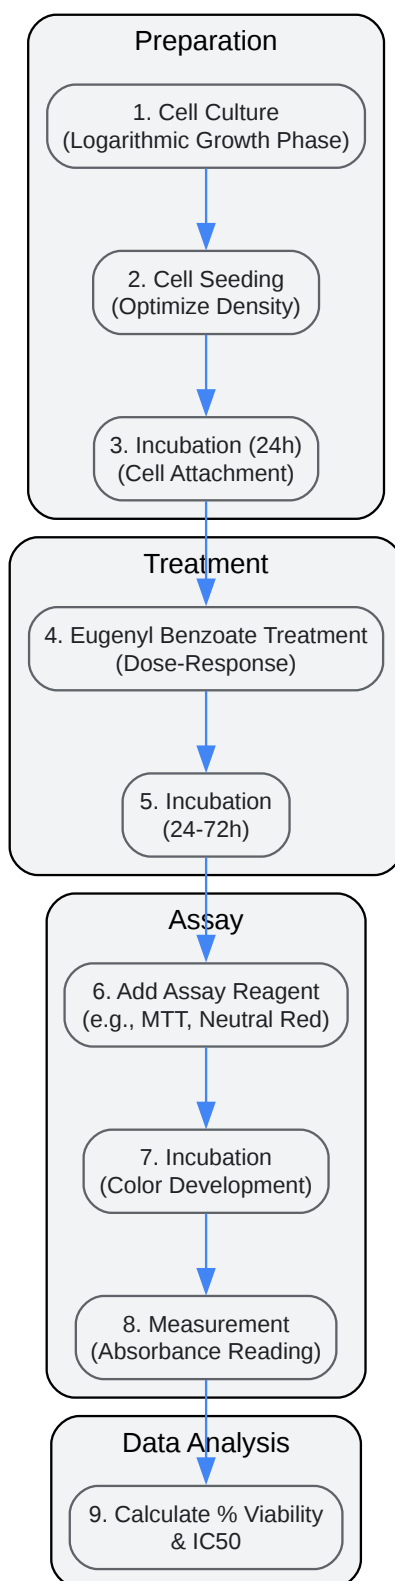 Preparation
1. Cell Culture
(Logarithmic Growth Phase)
2. Cell Seeding
(Optimize Density)
3. Incubation (24h)
(Cell Attachment)
Treatment
4. Eugenyl Benzoate Treatment
(Dose-Response)
5. Incubation
(24-72h)
Assay
6. Add Assay Reagent
(e.g., MTT, Neutral Red)
7. Incubation
(Color Development)
8. Measurement
(Absorbance Reading)
Data Analysis
9. Calculate % Viability
& IC50